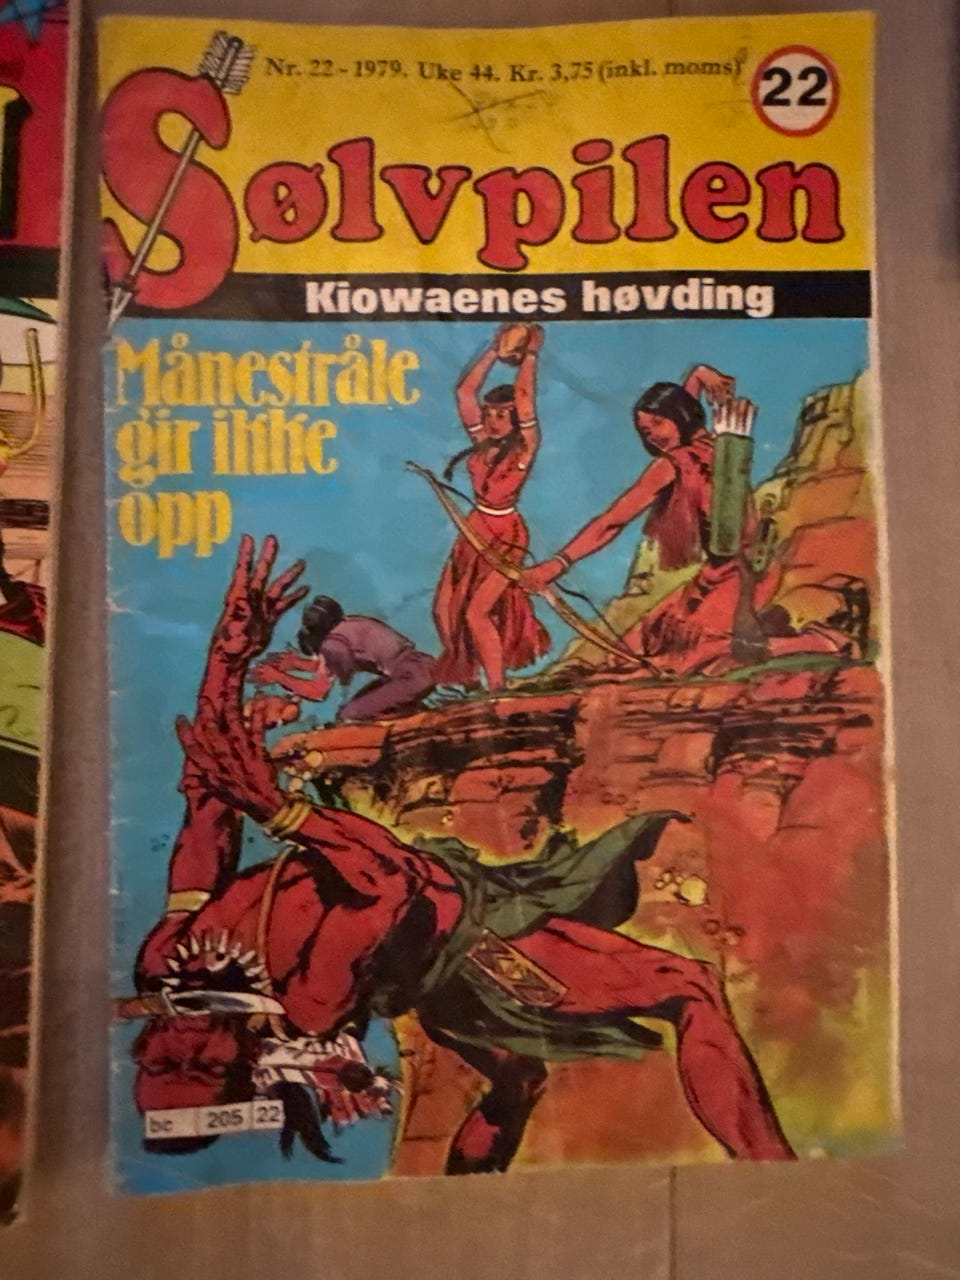 Nr. 22 - 1979. Uke 44. Kr. 3,75 (inkl. moms)
22
Sølvpilen
Kiowaenes høvding
Månestråle
gir ikke
opp
bc 205 22